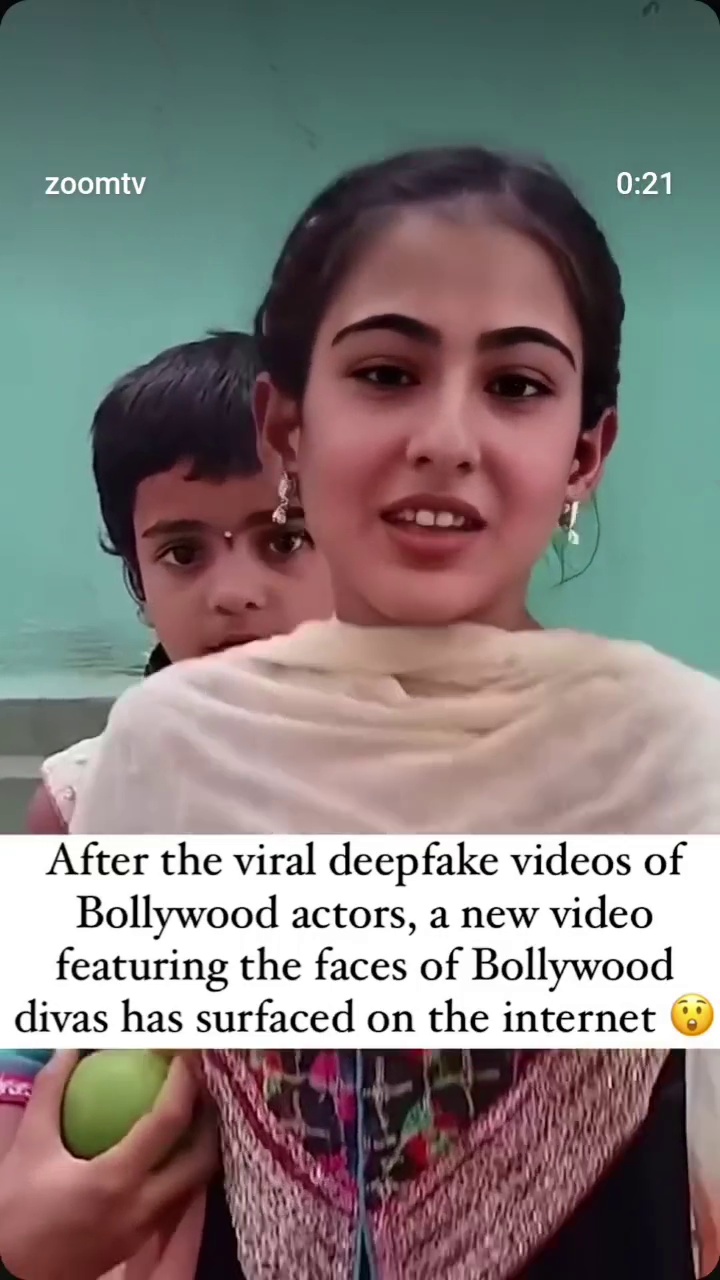 zoomtv
0:21
After the viral deepfake videos of
Bollywood actors, a new video
featuring the faces of Bollywood
divas has surfaced on the internet 😲